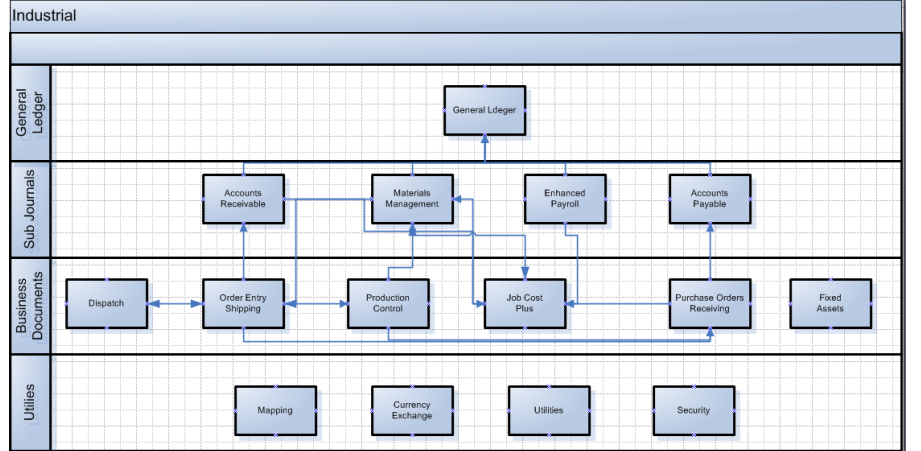 Industrial
General
Ledger
General Ldeger
Sub Journals
Accounts
Receivable
Materials
Management
Enhanced
Payroll
Accounts
Payable
Business
Documents
Dispatch
Order Entry
Shipping
Production
Control
Job Cost
Plus
Purchase Orders
Receiving
Fixed
Assets
Utilies
Mapping
Currency
Exchange
Utilities
Security